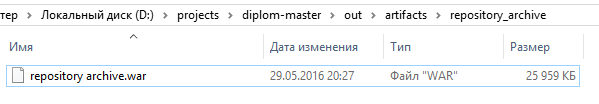 тер › Локальный диск (D:) › projects › diplom-master › out › artifacts › repository_archive
Имя Дата изменения Тип Размер
repository archive.war 29.05.2016 20:27 Файл "WAR" 25 959 КБ